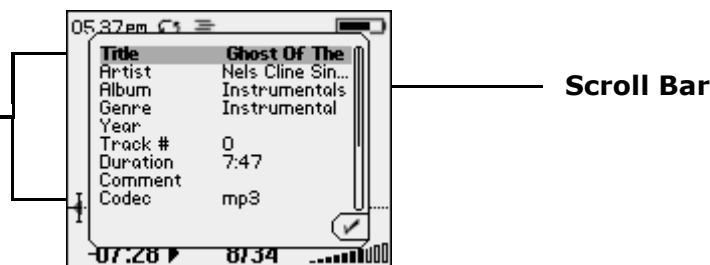 05:37pm
Title Ghost Of The
Artist Nels Cline Sin...
Album Instrumentals
Genre Instrumental
Year
Track # 0
Duration 7:47
Comment
Codec mp3
-07:28 8/34
Scroll Bar